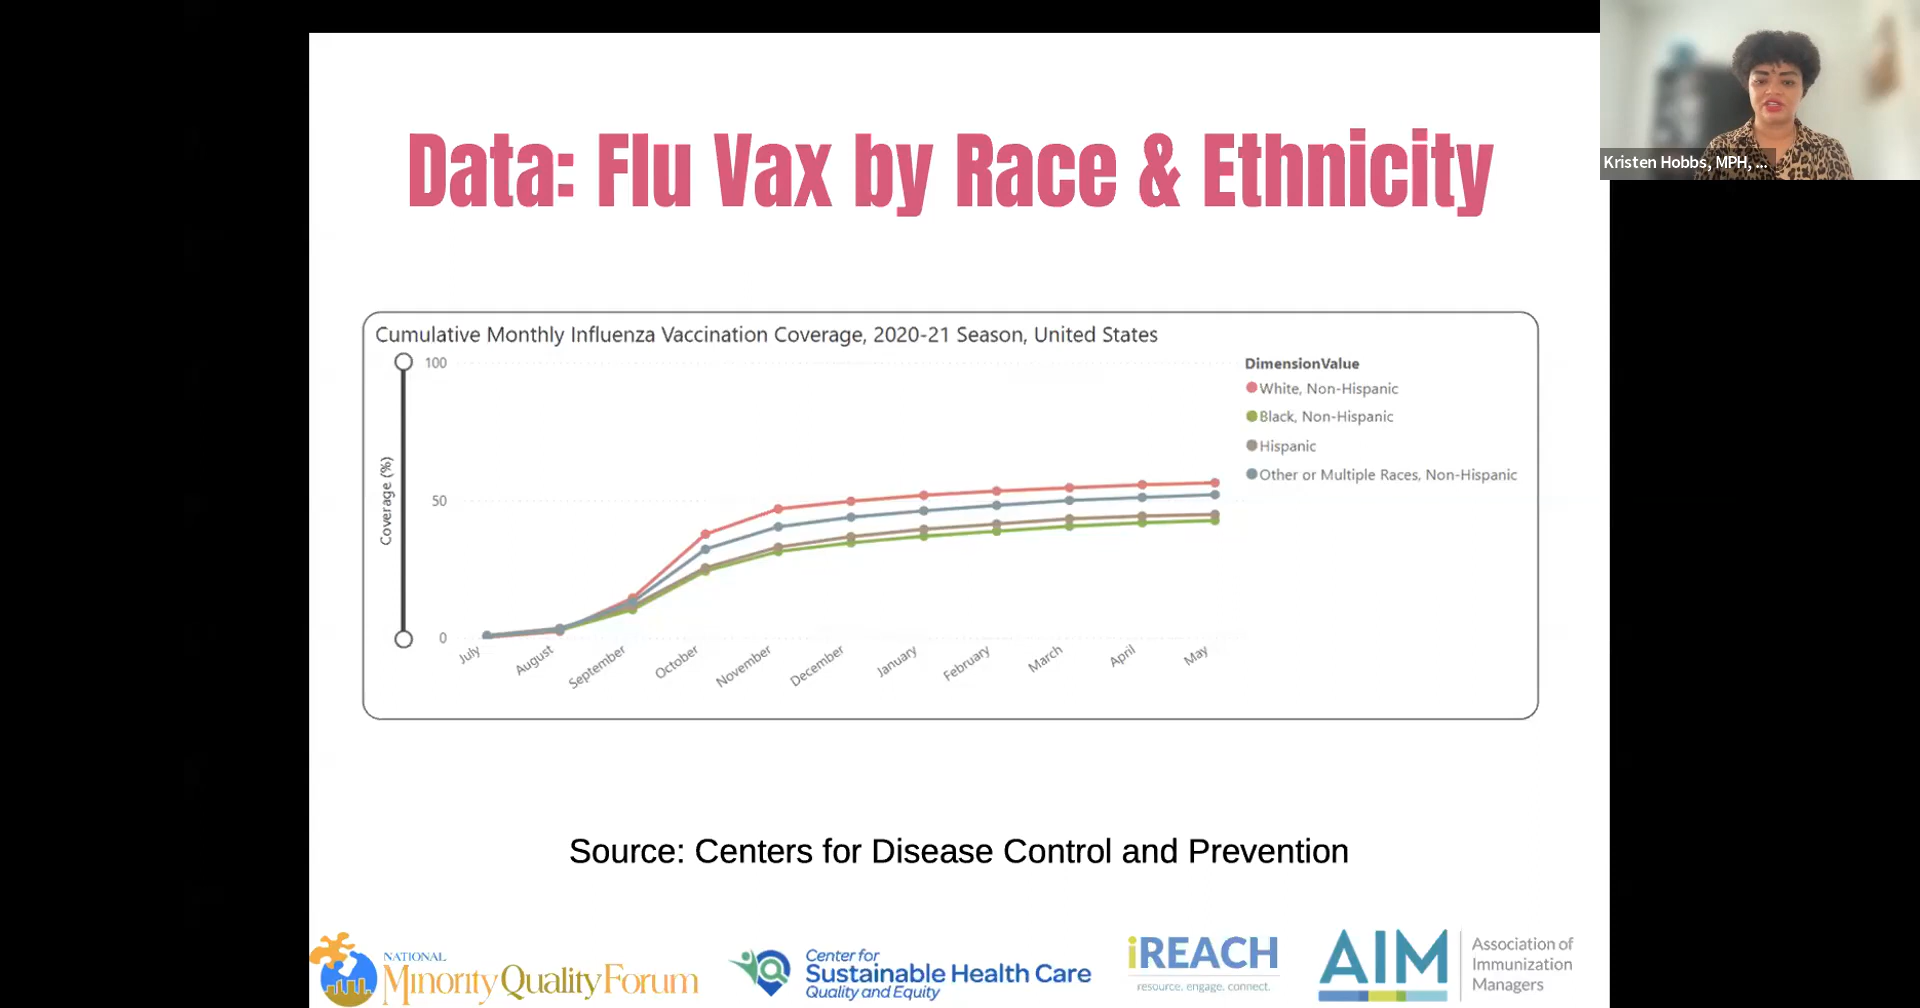 Data: Flu Vax by Race & Ethnicity
Kristen Hobbs, MPH, ...
Cumulative Monthly Influenza Vaccination Coverage, 2020-21 Season, United States
Coverage (%)
100
50
0
July
August
September
October
November
December
January
February
March
April
May
DimensionValue
White, Non-Hispanic
Black, Non-Hispanic
Hispanic
Other or Multiple Races, Non-Hispanic
Source: Centers for Disease Control and Prevention
NATIONAL
Minority Quality Forum
Center for
Sustainable Health Care
Quality and Equity
iREACH
resource. engage. connect.
AIM
Association of
Immunization
Managers